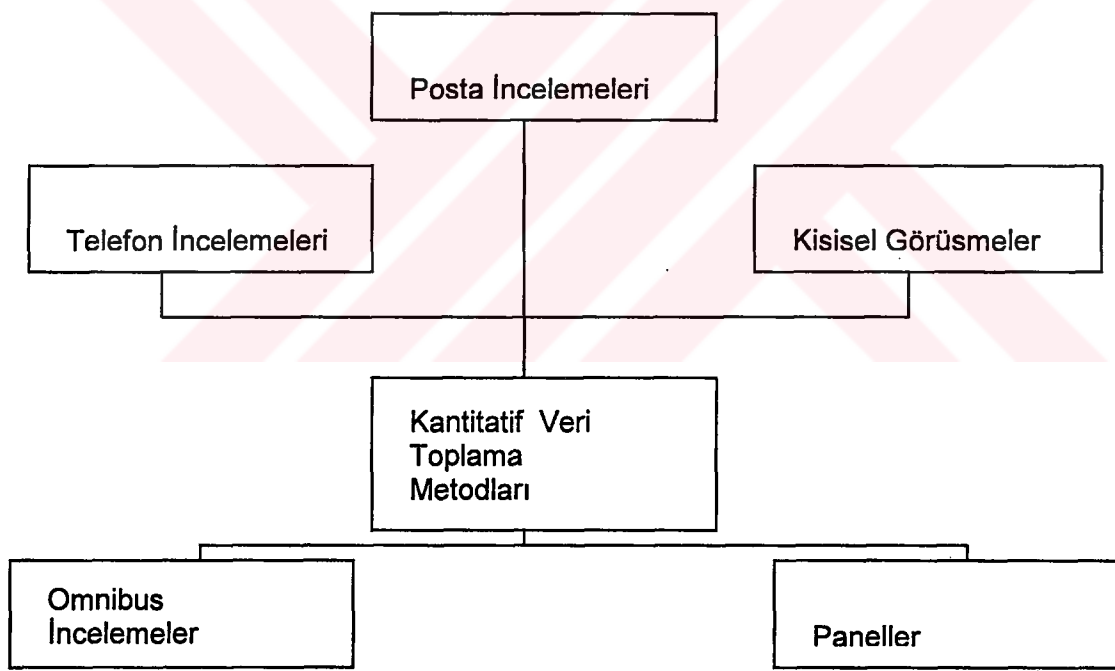 Posta İncelemeleri
Telefon İncelemeleri
Kisisel Görüsmeler
Kantitatif Veri
Toplama
Metodları
Omnibus
İncelemeler
Paneller